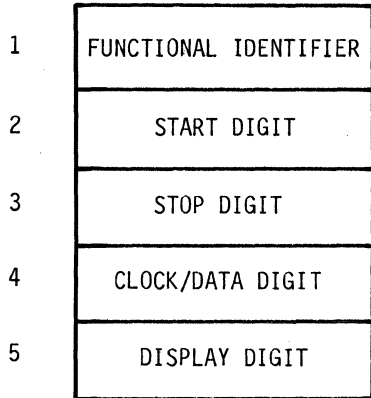 1 FUNCTIONAL IDENTIFIER
2 START DIGIT
3 STOP DIGIT
4 CLOCK/DATA DIGIT
5 DISPLAY DIGIT